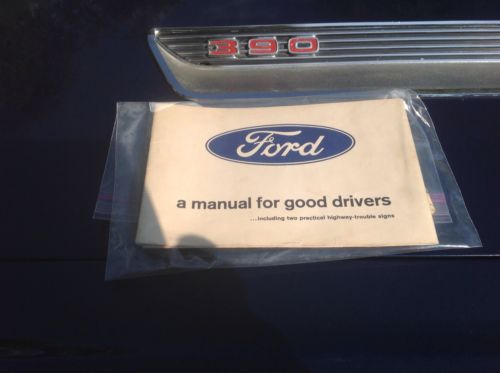 390
Ford
a manual for good drivers
...including two practical highway-trouble signs